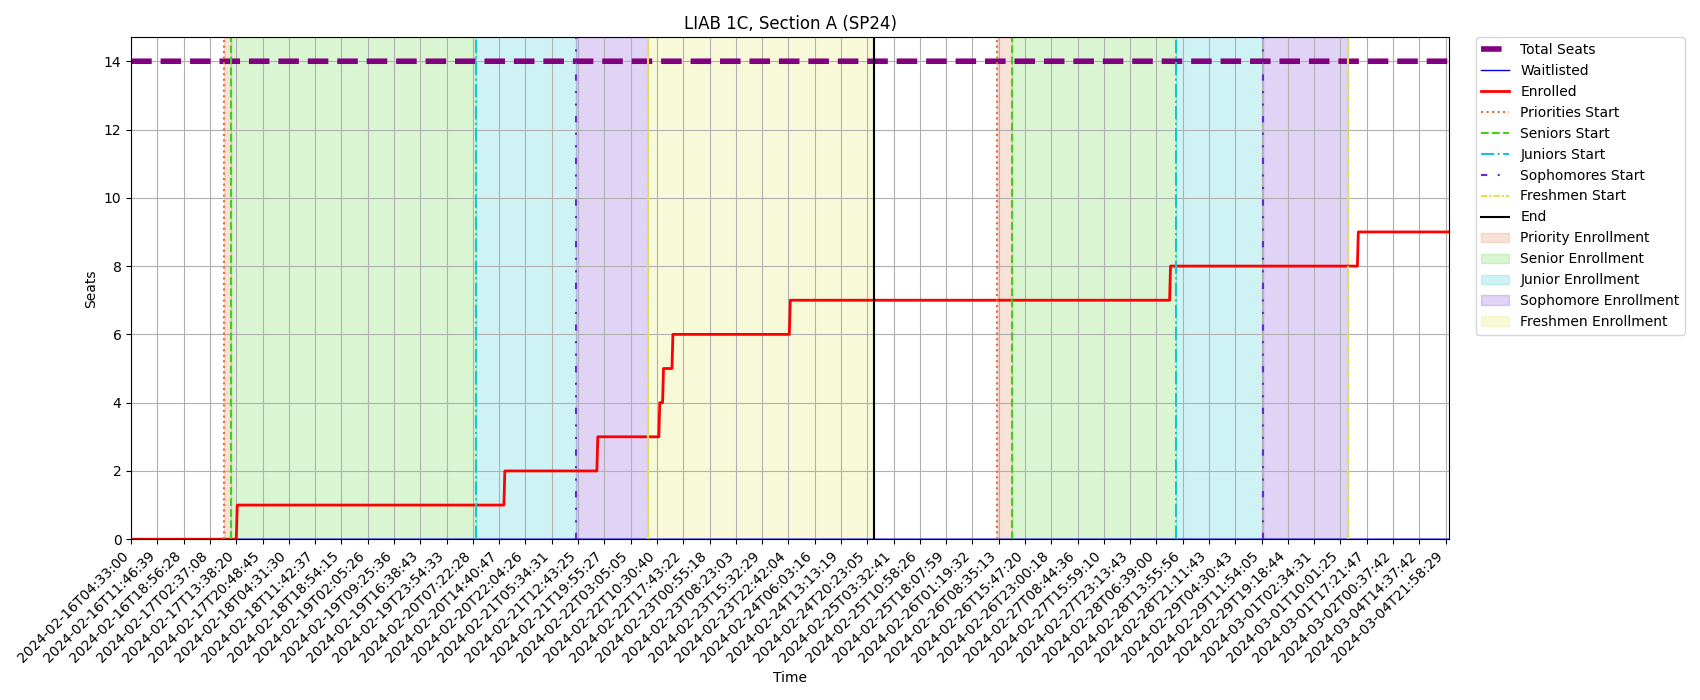 LIAB 1C, Section A (SP24)
Seats
14
12
10
8
6
4
2
0
2024-02-16T04:33:00
2024-02-16T11:46:39
2024-02-16T18:56:28
2024-02-17T02:37:08
2024-02-17T13:38:20
2024-02-17T20:48:45
2024-02-18T04:31:30
2024-02-18T11:42:37
2024-02-18T18:54:15
2024-02-19T02:05:26
2024-02-19T09:25:36
2024-02-19T16:38:43
2024-02-19T23:54:33
2024-02-20T07:22:28
2024-02-20T14:40:47
2024-02-20T22:04:26
2024-02-21T05:34:31
2024-02-21T12:43:25
2024-02-21T19:55:27
2024-02-22T03:05:05
2024-02-22T10:30:40
2024-02-22T17:43:22
2024-02-23T00:55:18
2024-02-23T08:23:03
2024-02-23T15:32:29
2024-02-23T22:42:04
2024-02-24T06:03:16
2024-02-24T13:13:19
2024-02-24T20:23:05
2024-02-25T03:32:41
2024-02-25T10:58:26
2024-02-25T18:07:59
2024-02-26T01:19:32
2024-02-26T08:35:13
2024-02-26T15:47:20
2024-02-26T23:00:18
2024-02-27T08:44:36
2024-02-27T15:59:10
2024-02-27T23:13:43
2024-02-28T06:39:00
2024-02-28T13:55:56
2024-02-28T21:11:43
2024-02-29T04:30:43
2024-02-29T11:54:05
2024-02-29T19:18:44
2024-03-01T02:34:31
2024-03-01T10:01:25
2024-03-01T17:21:47
2024-03-02T00:37:42
2024-03-04T14:37:42
2024-03-04T21:58:29
Time
Total Seats
Waitlisted
Enrolled
Priorities Start
Seniors Start
Juniors Start
Sophomores Start
Freshmen Start
End
Priority Enrollment
Senior Enrollment
Junior Enrollment
Sophomore Enrollment
Freshmen Enrollment